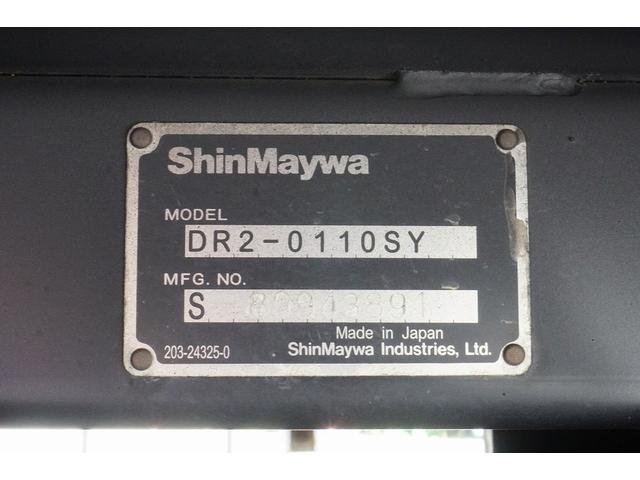 ShinMaywa
MODEL
DR2-0110SY
MFG. NO.
S
Made in Japan
203-24325-0 ShinMaywa Industries, Ltd.